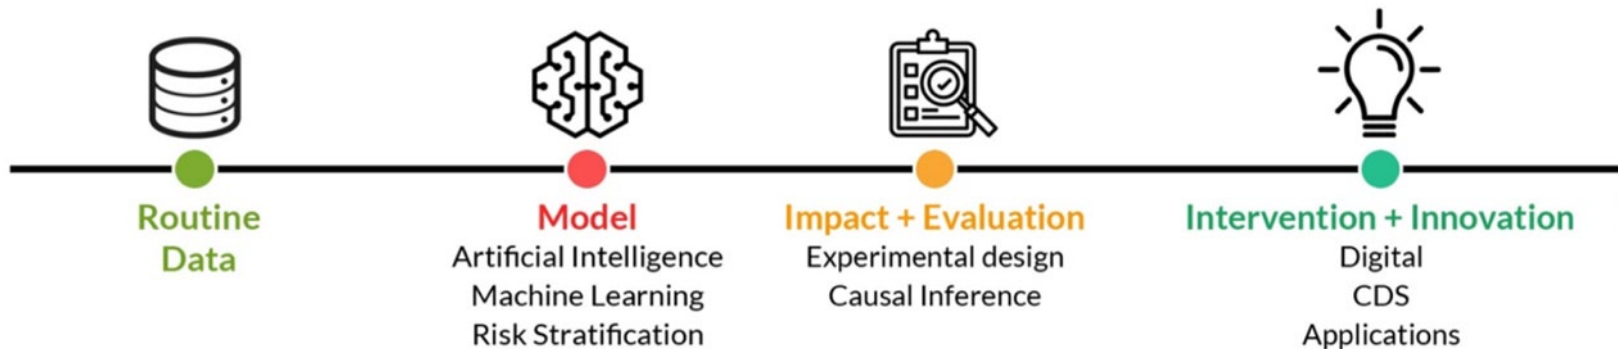 Routine
Data
Model
Artificial Intelligence
Machine Learning
Risk Stratification
Impact + Evaluation
Experimental design
Causal Inference
Intervention + Innovation
Digital
CDS
Applications